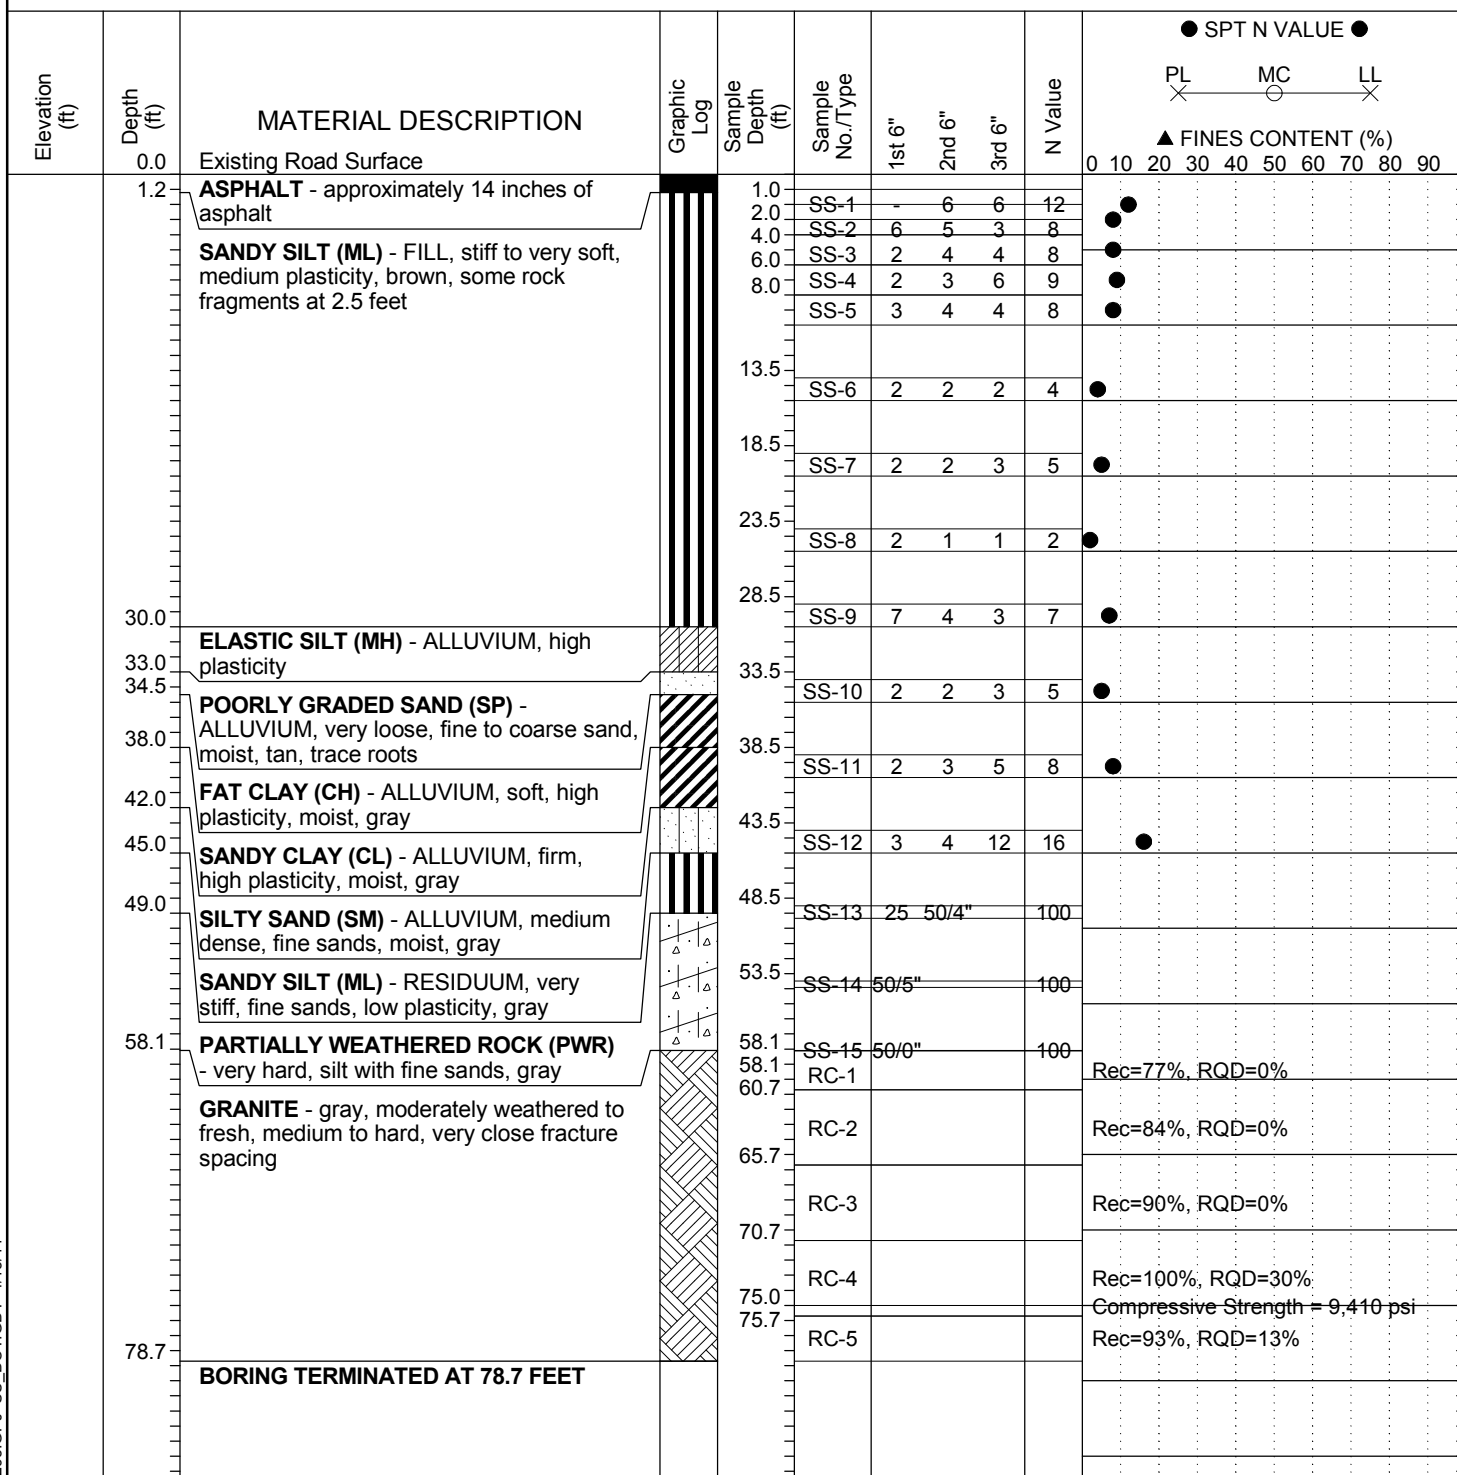 ● SPT N VALUE ●
PL MC LL
▲ FINES CONTENT (%)
0 10 20 30 40 50 60 70 80 90
Elevation (ft)
Depth (ft)
MATERIAL DESCRIPTION
Graphic Log
Sample Depth (ft)
Sample No./Type
1st 6"
2nd 6"
3rd 6"
N Value
0.0 Existing Road Surface
1.2
ASPHALT - approximately 14 inches of
asphalt
SANDY SILT (ML) - FILL, stiff to very soft,
medium plasticity, brown, some rock
fragments at 2.5 feet
30.0
ELASTIC SILT (MH) - ALLUVIUM, high
plasticity
33.0
34.5
POORLY GRADED SAND (SP) -
ALLUVIUM, very loose, fine to coarse sand,
moist, tan, trace roots
38.0
FAT CLAY (CH) - ALLUVIUM, soft, high
plasticity, moist, gray
42.0
SANDY CLAY (CL) - ALLUVIUM, firm,
high plasticity, moist, gray
45.0
SILTY SAND (SM) - ALLUVIUM, medium
dense, fine sands, moist, gray
49.0
SANDY SILT (ML) - RESIDUUM, very
stiff, fine sands, low plasticity, gray
58.1
PARTIALLY WEATHERED ROCK (PWR)
- very hard, silt with fine sands, gray
GRANITE - gray, moderately weathered to
fresh, medium to hard, very close fracture
spacing
78.7
BORING TERMINATED AT 78.7 FEET
1.0
SS-1 - 6 6 12
2.0
SS-2 6 5 3 8
4.0
SS-3 2 4 4 8
6.0
SS-4 2 3 6 9
8.0
SS-5 3 4 4 8
13.5
SS-6 2 2 2 4
18.5
SS-7 2 2 3 5
23.5
SS-8 2 1 1 2
28.5
SS-9 7 4 3 7
33.5
SS-10 2 2 3 5
38.5
SS-11 2 3 5 8
43.5
SS-12 3 4 12 16
48.5
SS-13 25 50/4" 100
53.5
SS-14 50/5" 100
58.1
SS-15 50/0" 100
58.1
RC-1 Rec=77%, RQD=0%
60.7
RC-2 Rec=84%, RQD=0%
65.7
RC-3 Rec=90%, RQD=0%
70.7
RC-4 Rec=100%, RQD=30%
75.0
Compressive Strength = 9,410 psi
75.7
RC-5 Rec=93%, RQD=13%